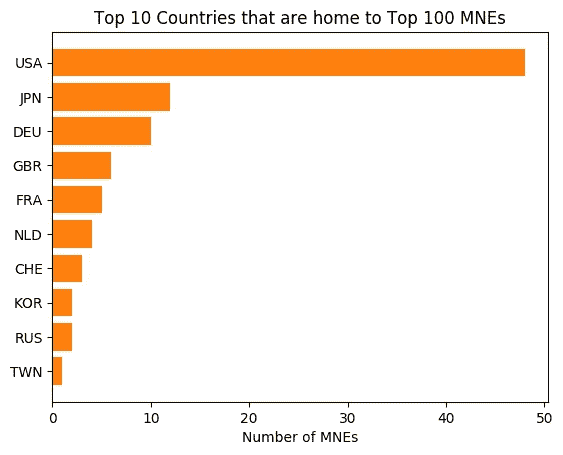 Top 10 Countries that are home to Top 100 MNEs
USA
JPN
DEU
GBR
FRA
NLD
CHE
KOR
RUS
TWN
0 10 20 30 40 50
Number of MNEs